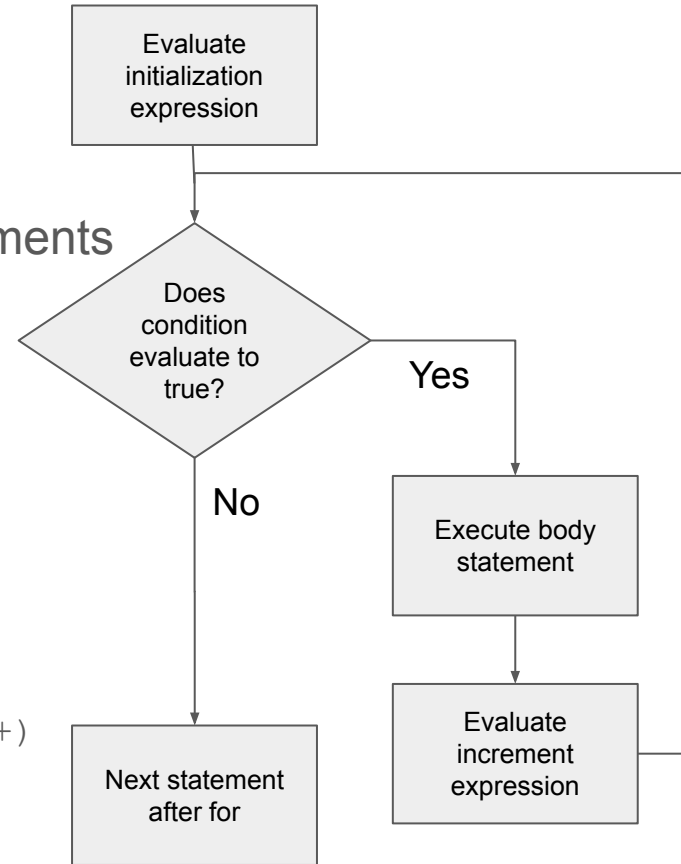 Evaluate
initialization
expression
ments
Does
condition
evaluate to
true?
Yes
No
Execute body
statement
Evaluate
increment
expression
+)
Next statement
after for